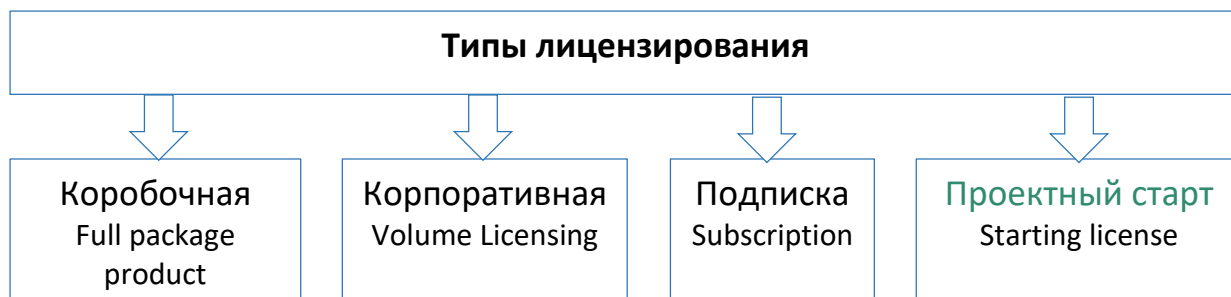 Типы лицензирования
Коробочная
Full package
product
Корпоративная
Volume Licensing
Подписка
Subscription
Проектный старт
Starting license